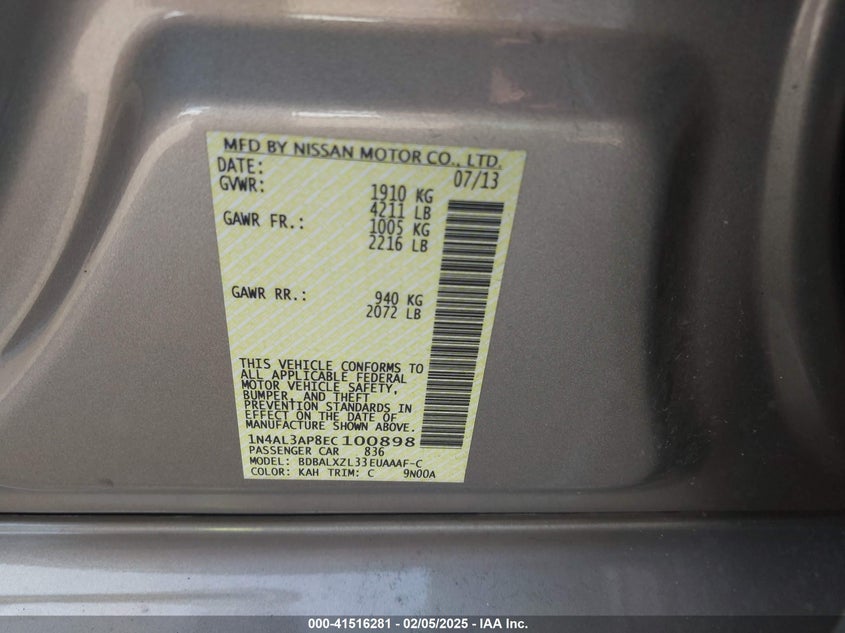 MFD BY NISSAN MOTOR CO., LTD.
DATE: 07/13
GVWR: 1910 KG
4211 LB
GAWR FR.: 1005 KG
2216 LB
GAWR RR.: 940 KG
2072 LB
THIS VEHICLE CONFORMS TO
ALL APPLICABLE FEDERAL
MOTOR VEHICLE SAFETY,
BUMPER, AND THEFT
PREVENTION STANDARDS IN
EFFECT ON THE DATE OF
MANUFACTURE SHOWN ABOVE.
1N4AL3AP8EC100898
PASSENGER CAR 836
MODEL: BDBALXZL33EUAAAF-C
COLOR: KAH TRIM: C 9N00A
000-41516281 - 02/05/2025 - IAA Inc.